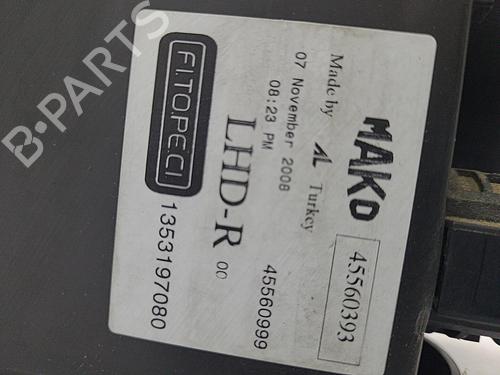 MAKO
45560393
Made by AL Turkey
07 November 2008
08:23 PM
LHD-R 00
45560999
FI.TO.PE.CI
1353197080
B-PARTS